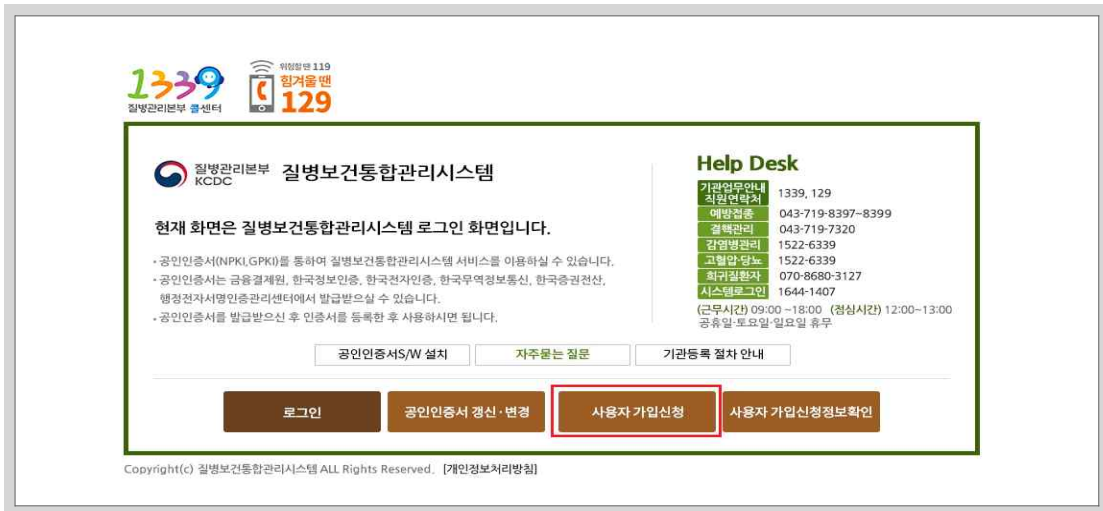 1339
질병관리본부 콜센터
위험할 땐 119
힘겨울 땐
129
질병관리본부
KCDC
질병보건통합관리시스템
현재 화면은 질병보건통합관리시스템 로그인 화면입니다.
• 공인인증서(NPKI,GPKI)를 통하여 질병보건통합관리시스템 서비스를 이용하실 수 있습니다.
• 공인인증서는 금융결제원, 한국정보인증, 한국전자인증, 한국무역정보통신, 한국증권전산,
행정전자서명인증관리센터에서 발급받으실 수 있습니다.
• 공인인증서를 발급받으신 후 인증서를 등록한 후 사용하시면 됩니다.
Help Desk
기관업무안내
직원연락처 1339, 129
예방접종 043-719-8397~8399
결핵관리 043-719-7320
감염병관리 1522-6339
고혈압·당뇨 1522-6339
희귀질환자 070-8680-3127
시스템로그인 1644-1407
(근무시간) 09:00 ~18:00 (점심시간) 12:00~13:00
공휴일·토요일·일요일 휴무
공인인증서S/W 설치 자주묻는 질문 기관등록 절차 안내
로그인 공인인증서 갱신·변경 사용자 가입신청 사용자 가입신청정보확인
Copyright(c) 질병보건통합관리시스템 ALL Rights Reserved. [개인정보처리방침]